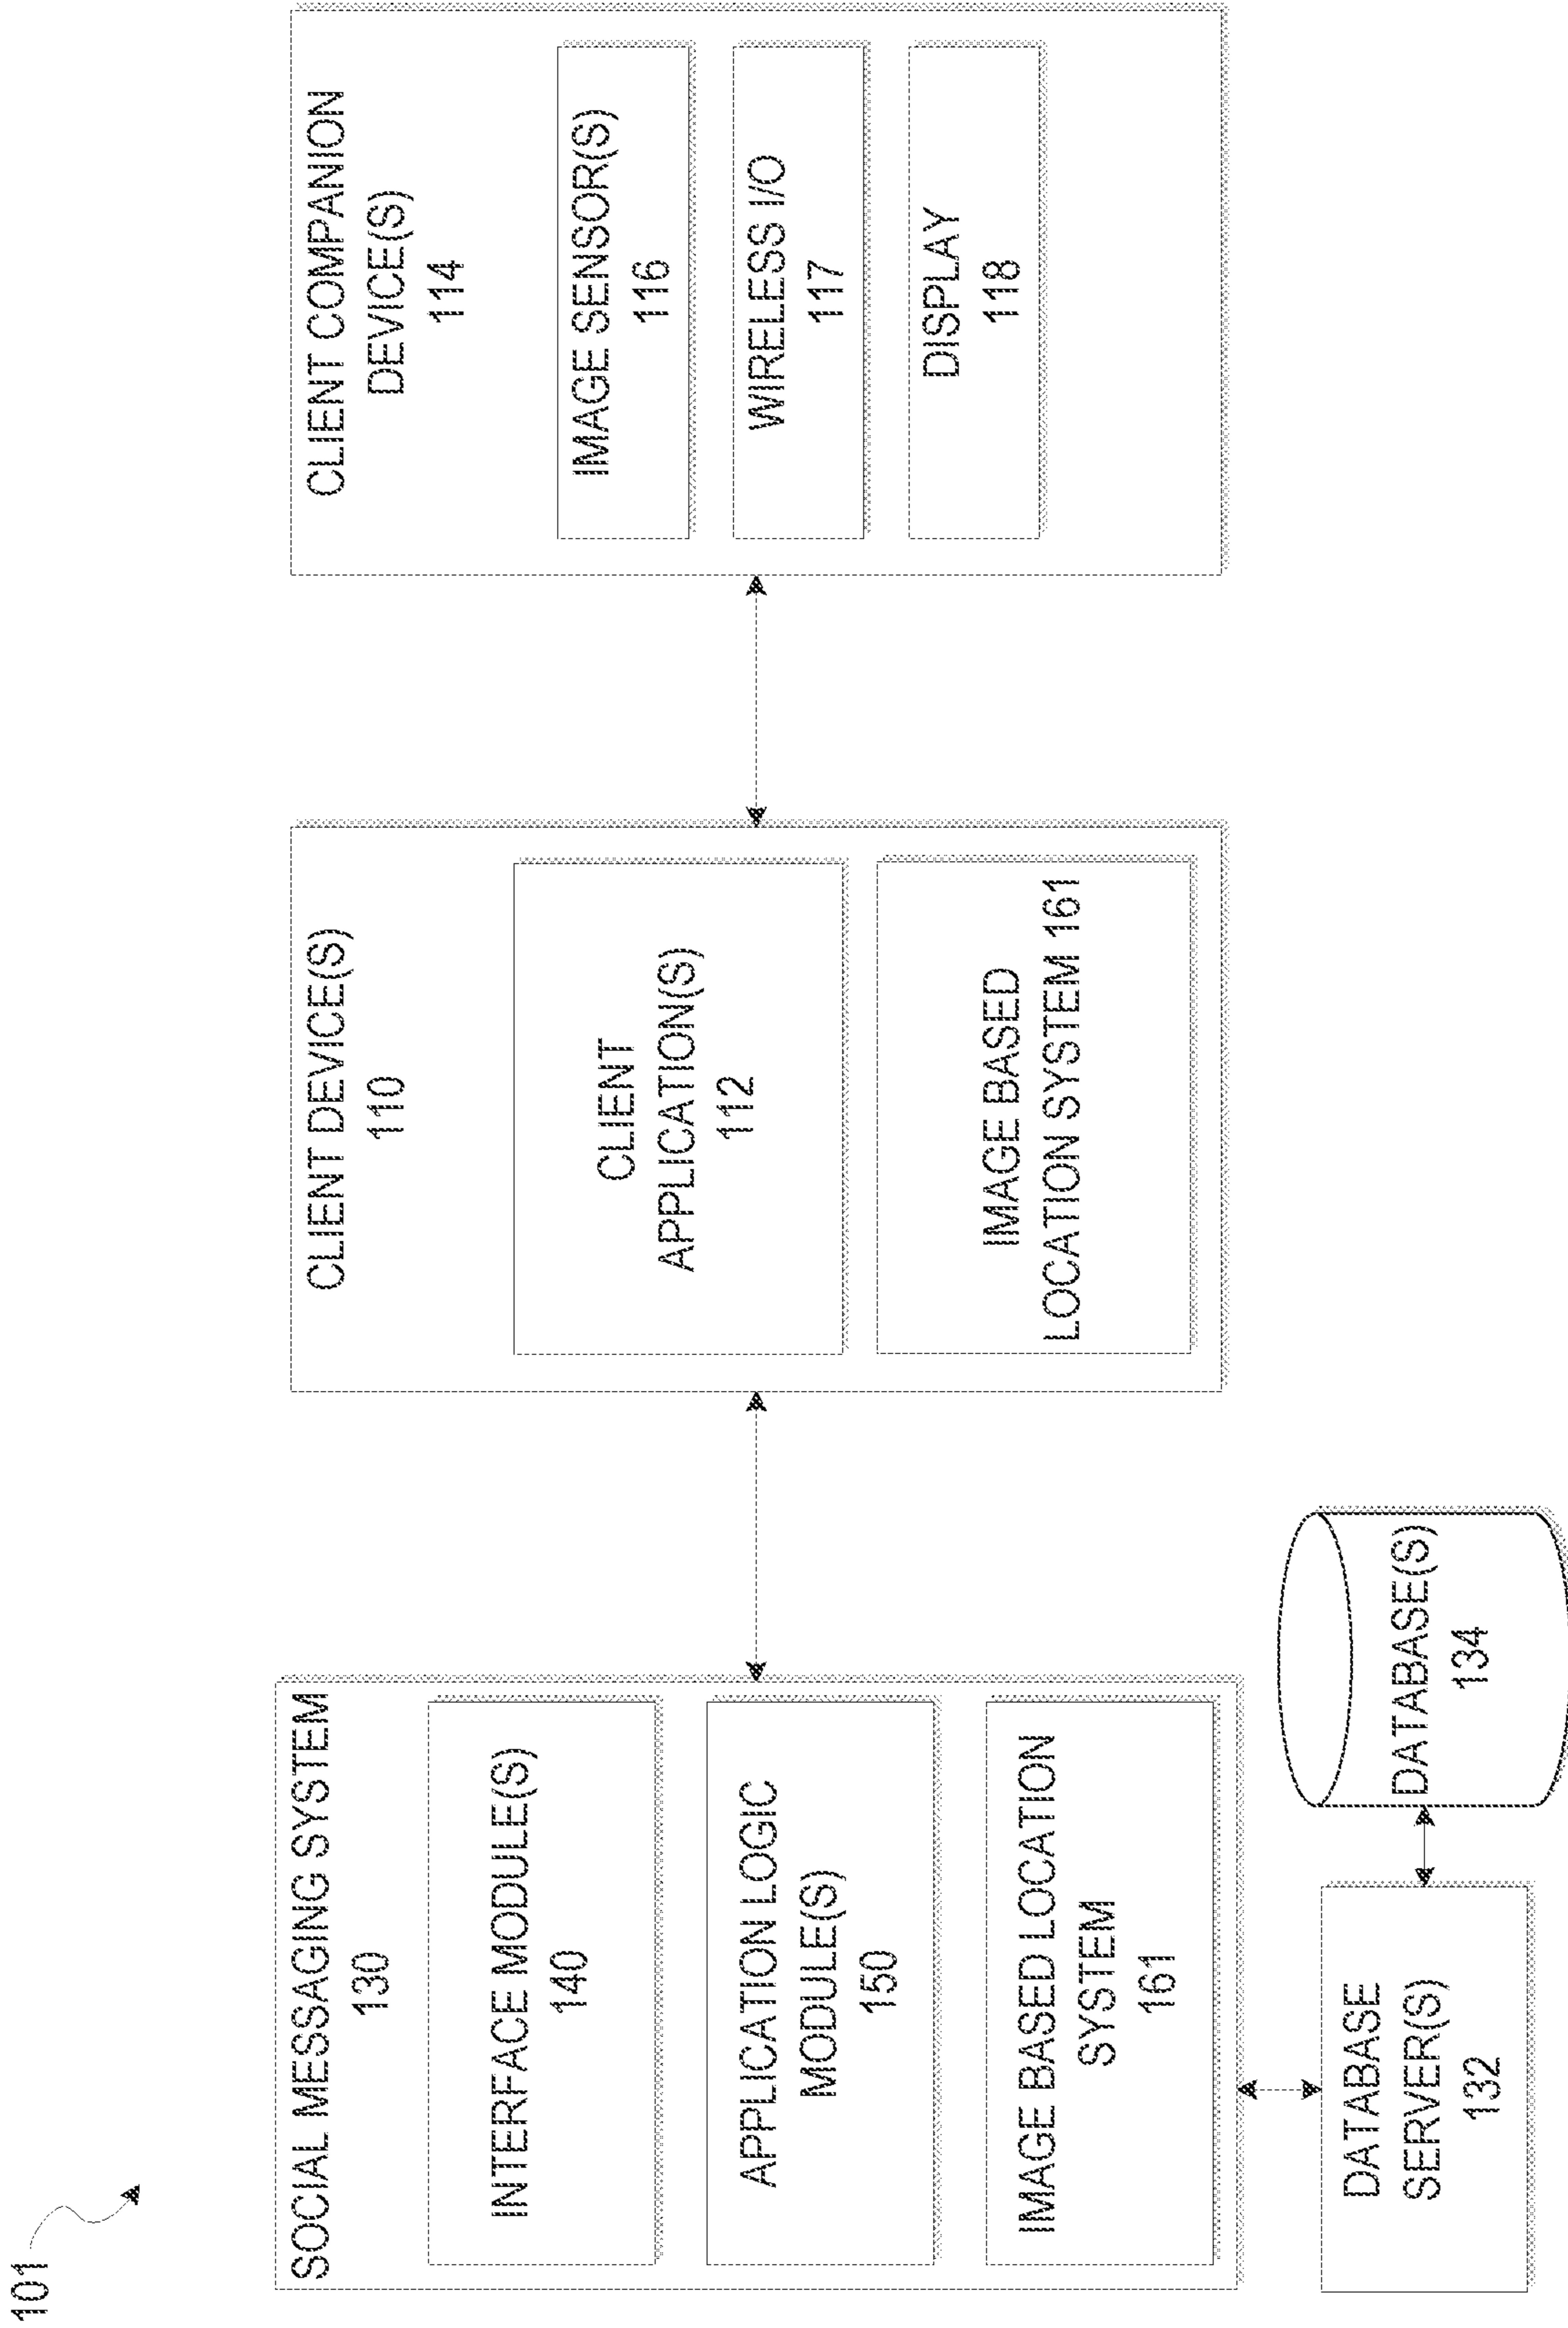 101
SOCIAL MESSAGING SYSTEM
130
INTERFACE MODULE(S)
140
APPLICATION LOGIC
MODULE(S)
150
IMAGE BASED LOCATION
SYSTEM
161
DATABASE
SERVER(S)
132
DATABASE(S)
134
CLIENT DEVICE(S)
110
CLIENT
APPLICATION(S)
112
IMAGE BASED
LOCATION SYSTEM 161
CLIENT COMPANION
DEVICE(S)
114
IMAGE SENSOR(S)
116
WIRELESS I/O
117
DISPLAY
118